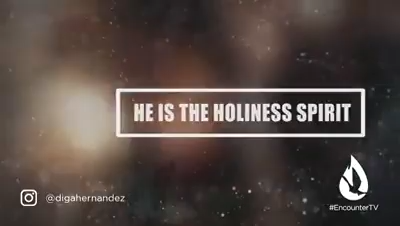 HE IS THE HOLINESS SPIRIT
@digahernandez
#EncounterTV